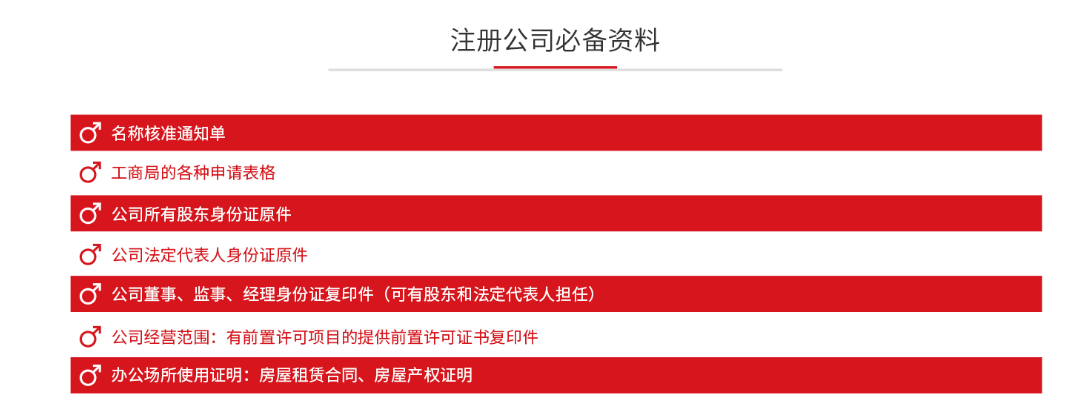 注册公司必备资料
名称核准通知单
工商局的各种申请表格
公司所有股东身份证原件
公司法定代表人身份证原件
公司董事、监事、经理身份证复印件（可有股东和法定代表人担任）
公司经营范围：有前置许可项目的提供前置许可证书复印件
办公场所使用证明：房屋租赁合同、房屋产权证明